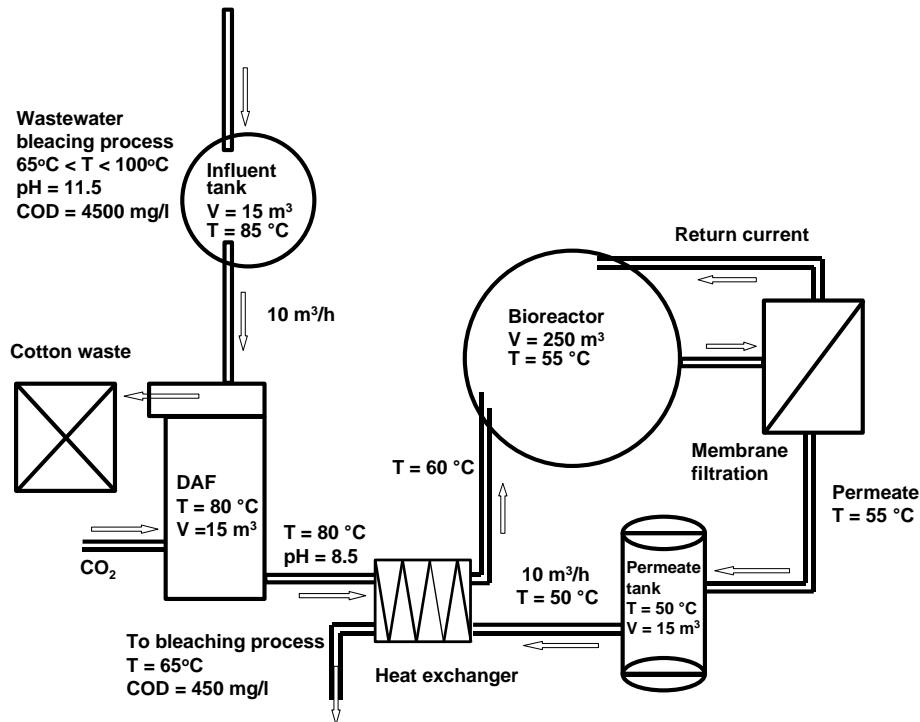 Wastewater
bleacing process
65°C < T < 100°C
pH = 11.5
COD = 4500 mg/l
Influent
tank
V = 15 m³
T = 85 °C
10 m³/h
Cotton waste
DAF
T = 80 °C
V =15 m³
CO₂
T = 80 °C
pH = 8.5
Heat exchanger
To bleaching process
T = 65°C
COD = 450 mg/l
T = 60 °C
Bioreactor
V = 250 m³
T = 55 °C
Return current
Membrane
filtration
Permeate
T = 55 °C
Permeate
tank
T = 50 °C
V = 15 m³
10 m³/h
T = 50 °C